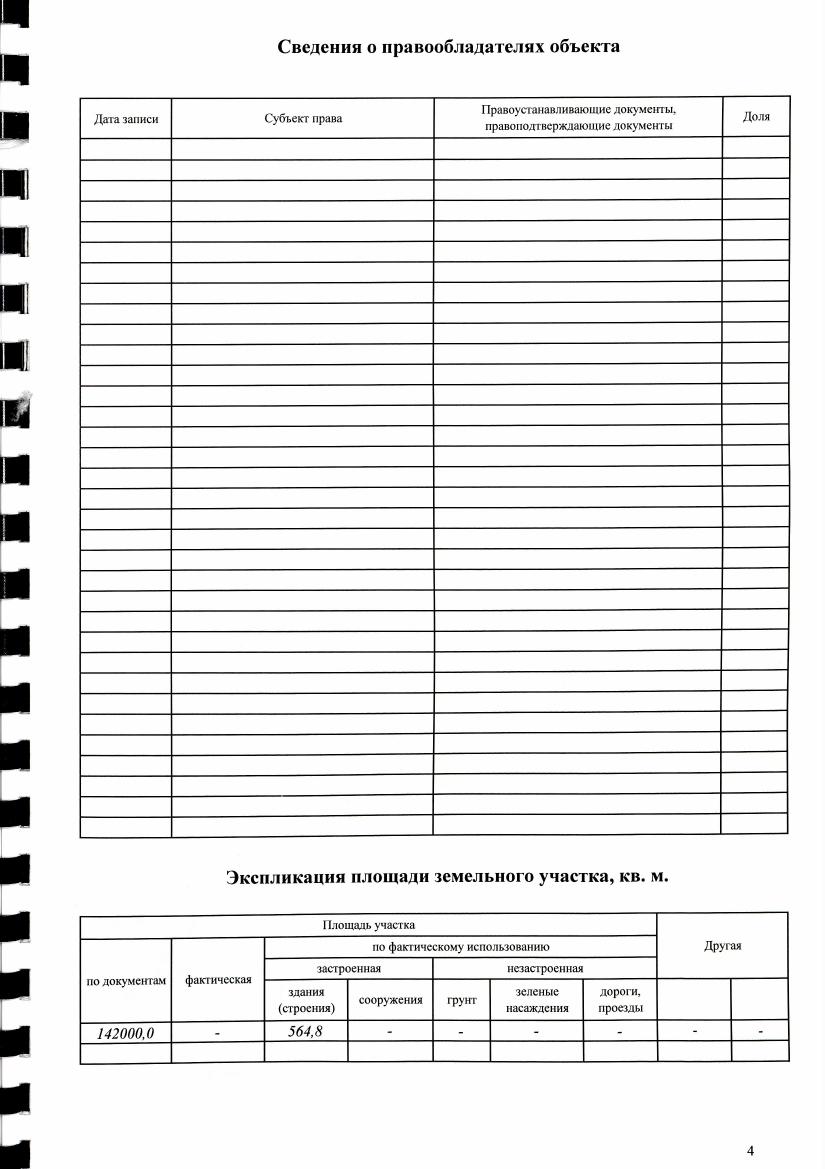 Сведения о правообладателях объекта
Дата записи
Субъект права
Правоустанавливающие документы,
правоподтверждающие документы
Доля
Экспликация площади земельного участка, кв. м.
Площадь участка
Другая
по документам
фактическая
по фактическому использованию
застроенная
незастроенная
здания
(строения)
сооружения
грунт
зеленые
насаждения
дороги,
проезды
142000,0 - 564,8 - - - - - -
4